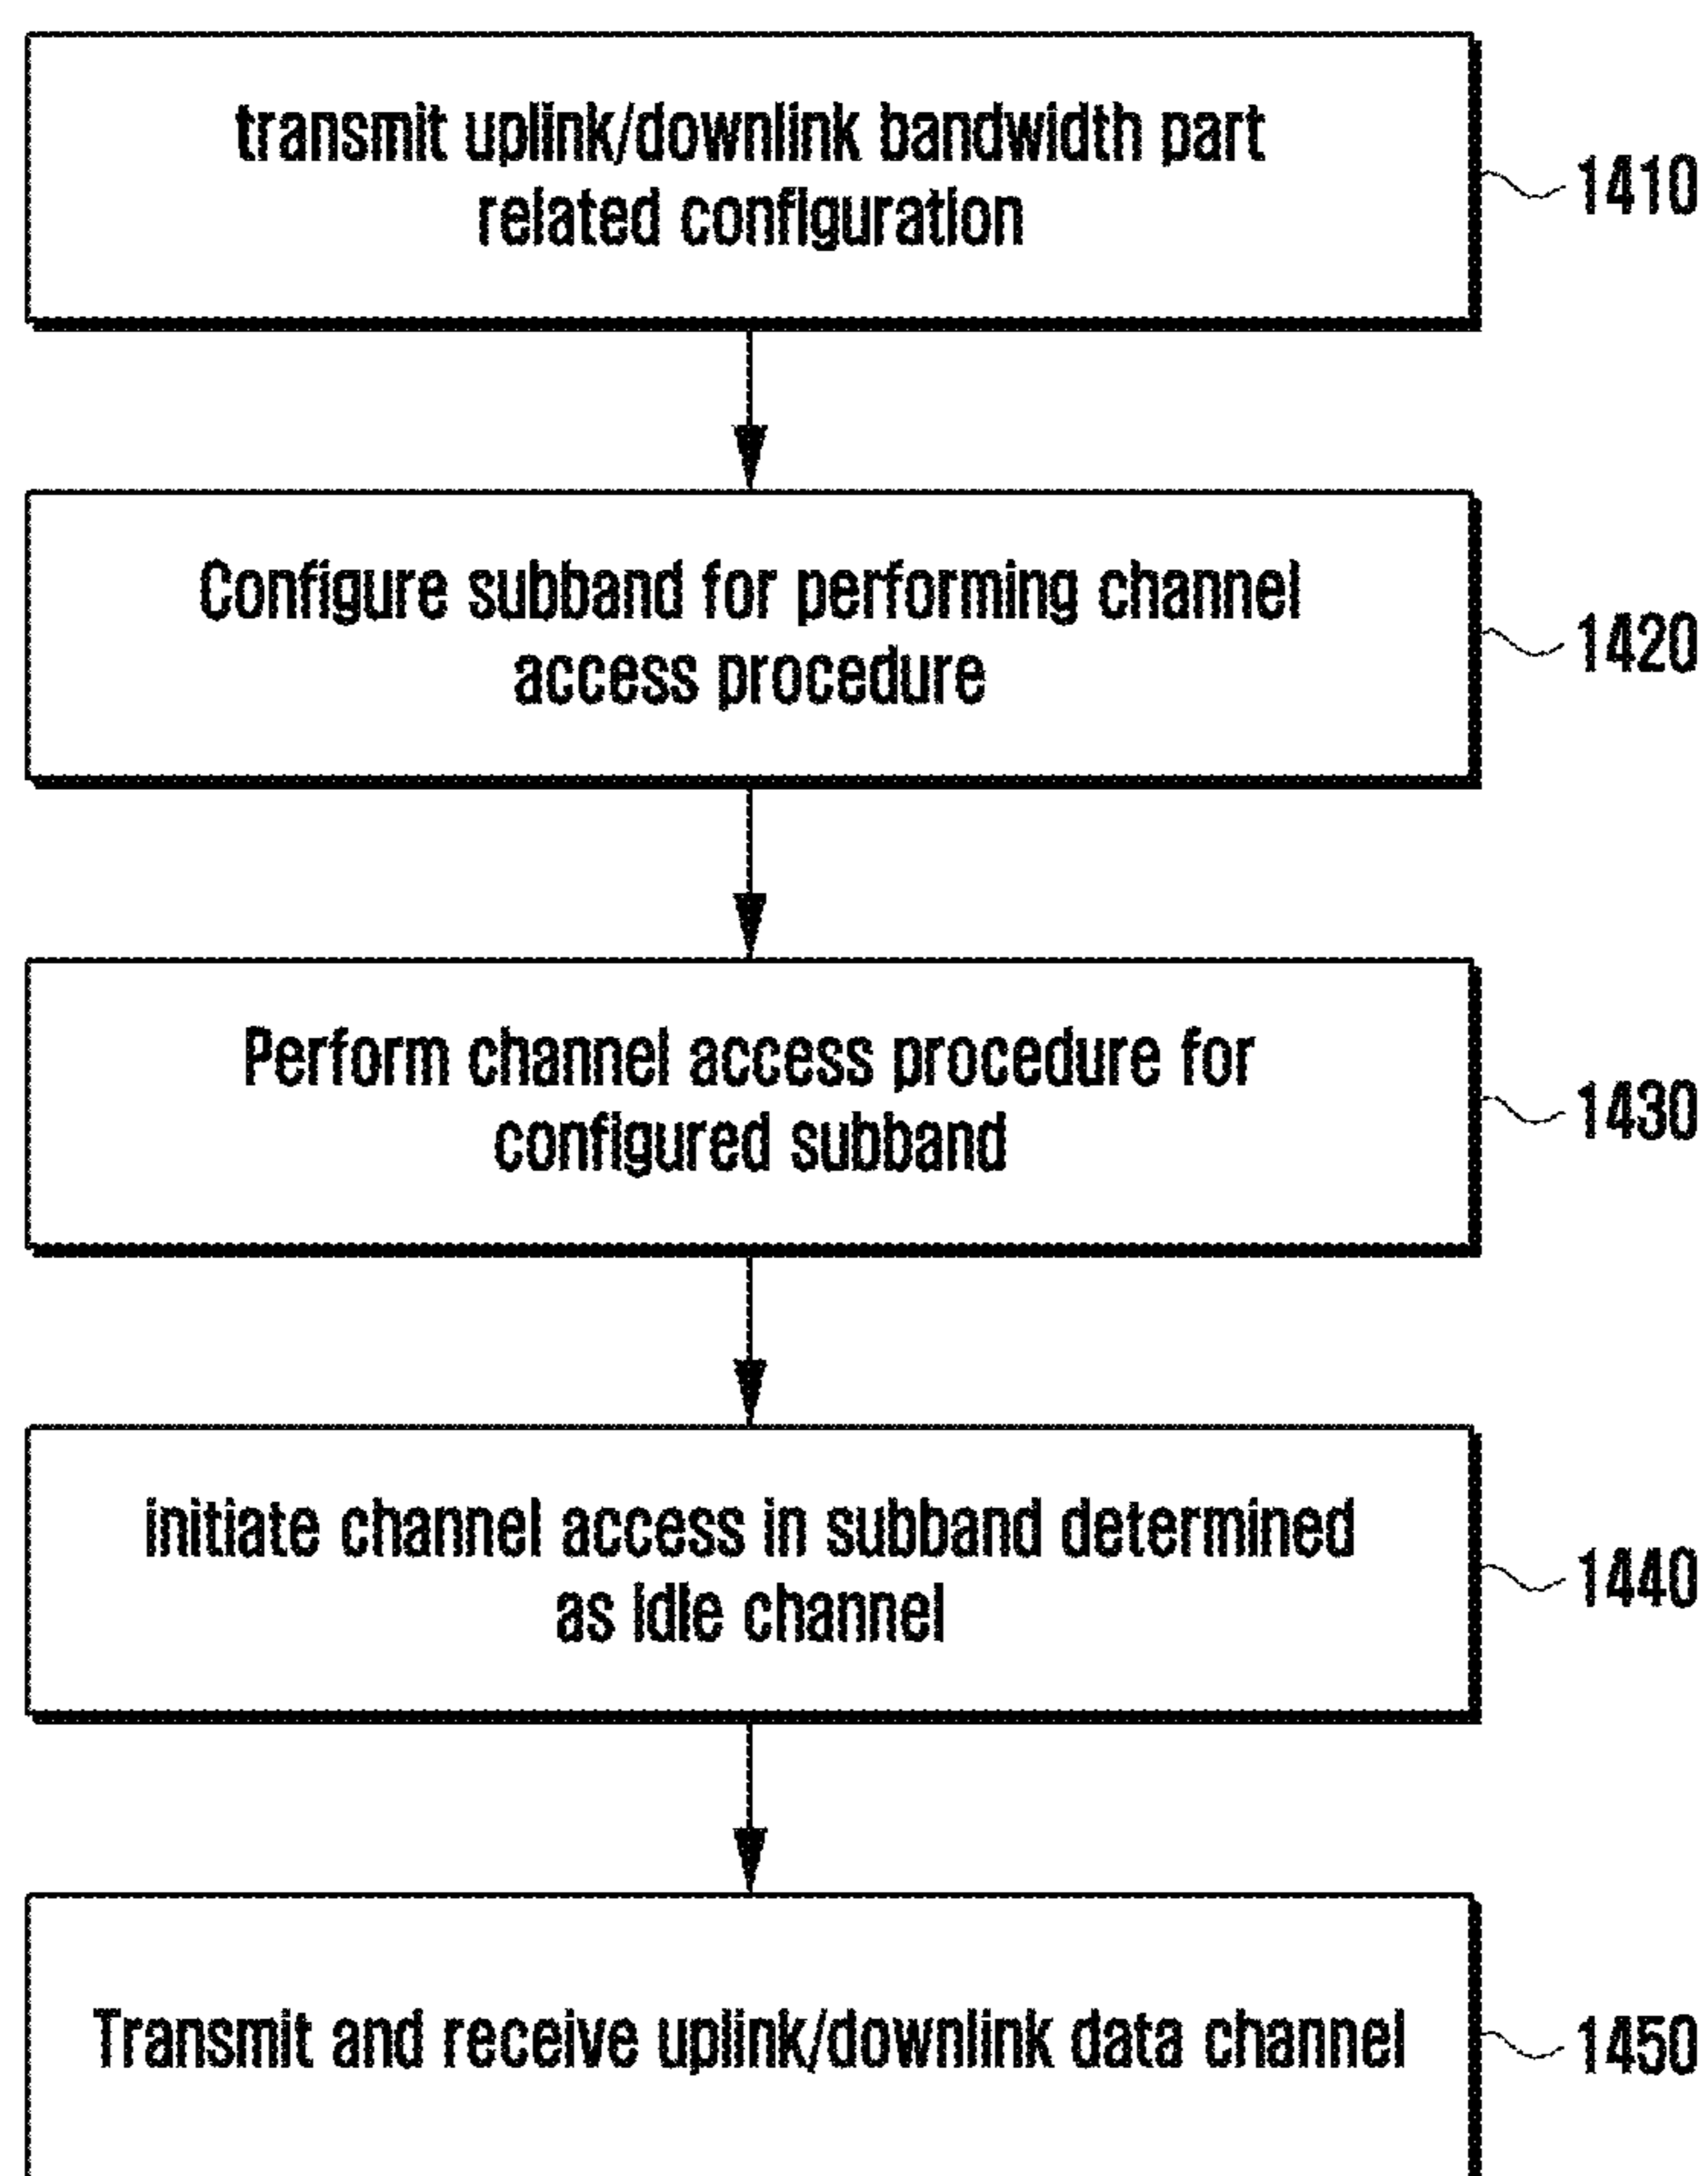 transmit uplink/downlink bandwidth part
related configuration
1410
Configure subband for performing channel
access procedure
1420
Perform channel access procedure for
configured subband
1430
initiate channel access in subband determined
as idle channel
1440
Transmit and receive uplink/downlink data channel
1450